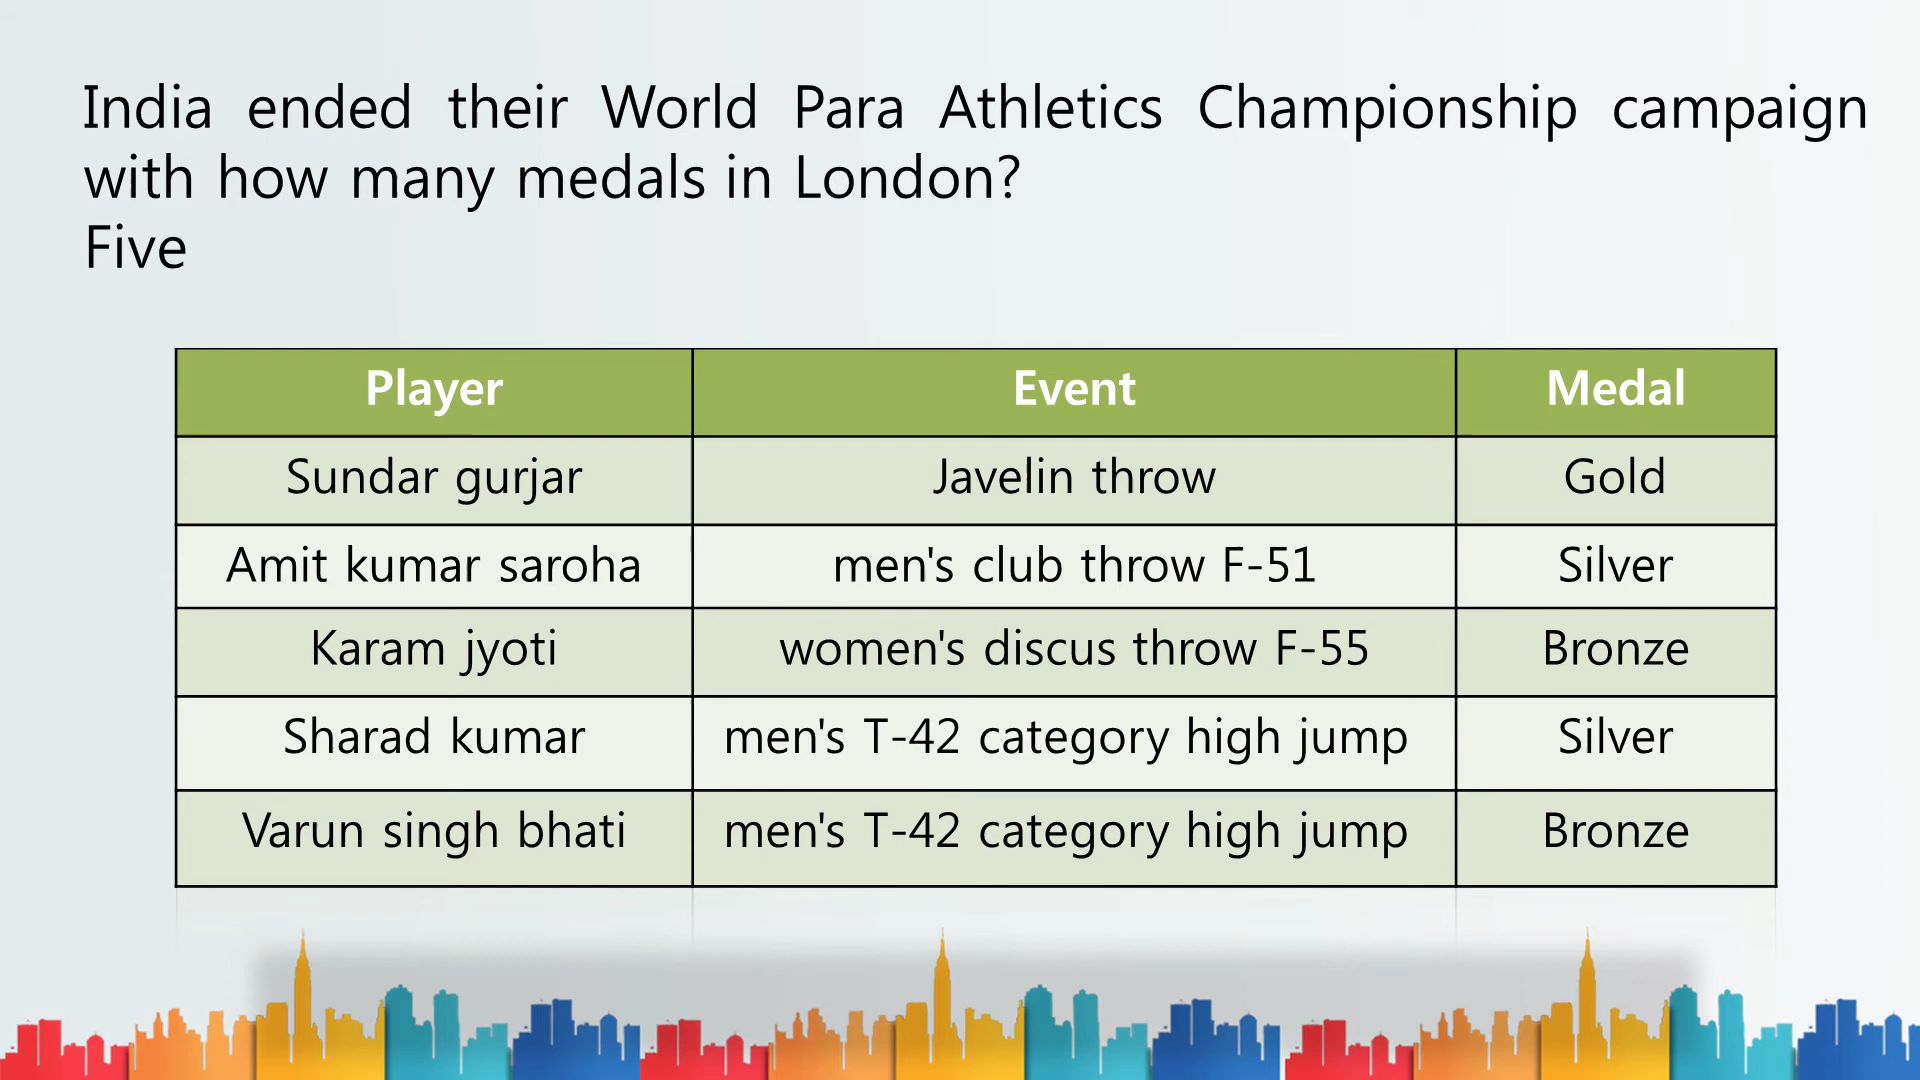 India ended their World Para Athletics Championship campaign
with how many medals in London?
Five
Player Event Medal
Sundar gurjar Javelin throw Gold
Amit kumar saroha men's club throw F-51 Silver
Karam jyoti women's discus throw F-55 Bronze
Sharad kumar men's T-42 category high jump Silver
Varun singh bhati men's T-42 category high jump Bronze